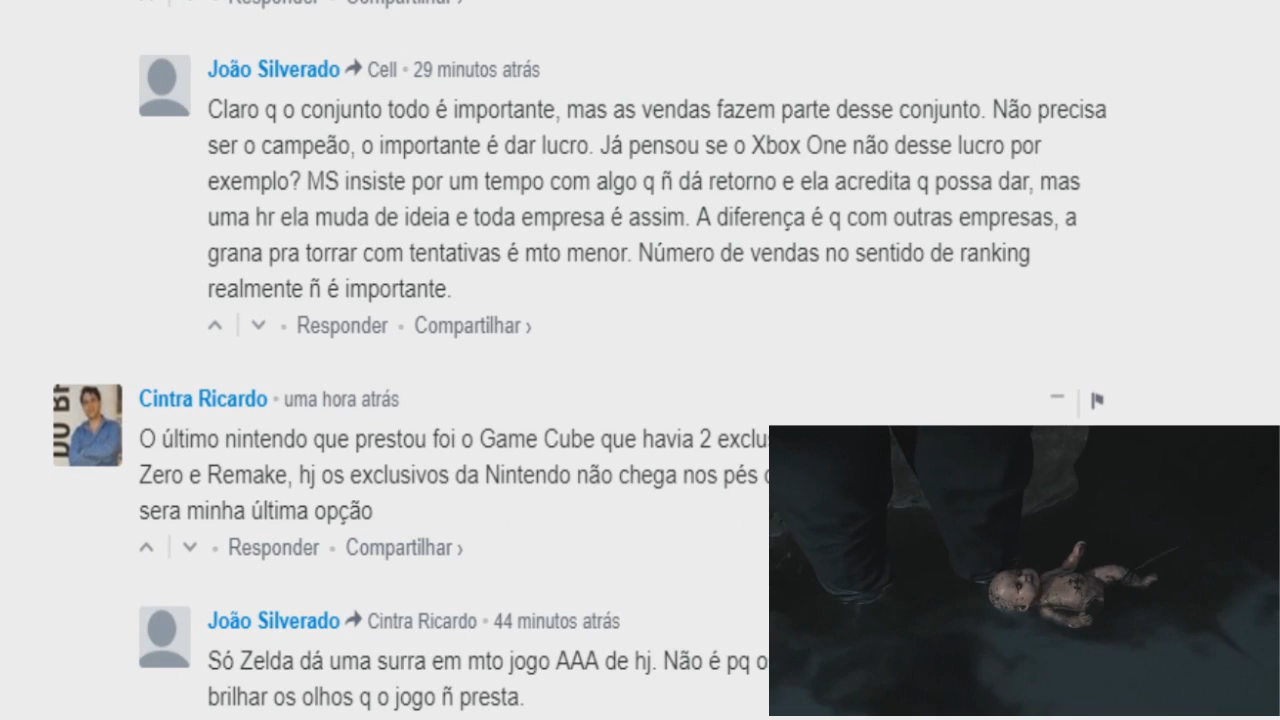 Responder • Compartilhar ›
João Silverado Cell • 29 minutos atrás
Claro q o conjunto todo é importante, mas as vendas fazem parte desse conjunto. Não precisa
ser o campeão, o importante é dar lucro. Já pensou se o Xbox One não desse lucro por
exemplo? MS insiste por um tempo com algo q ñ dá retorno e ela acredita q possa dar, mas
uma hr ela muda de ideia e toda empresa é assim. A diferença é q com outras empresas, a
grana pra torrar com tentativas é mto menor. Número de vendas no sentido de ranking
realmente ñ é importante.
• Responder • Compartilhar ›
Cintra Ricardo • uma hora atrás
O último nintendo que prestou foi o Game Cube que havia 2 exclus
Zero e Remake, hj os exclusivos da Nintendo não chega nos pés
sera minha última opção
• Responder • Compartilhar ›
João Silverado Cintra Ricardo • 44 minutos atrás
Só Zelda dá uma surra em mto jogo AAA de hj. Não é pq o
brilhar os olhos q o jogo ñ presta.